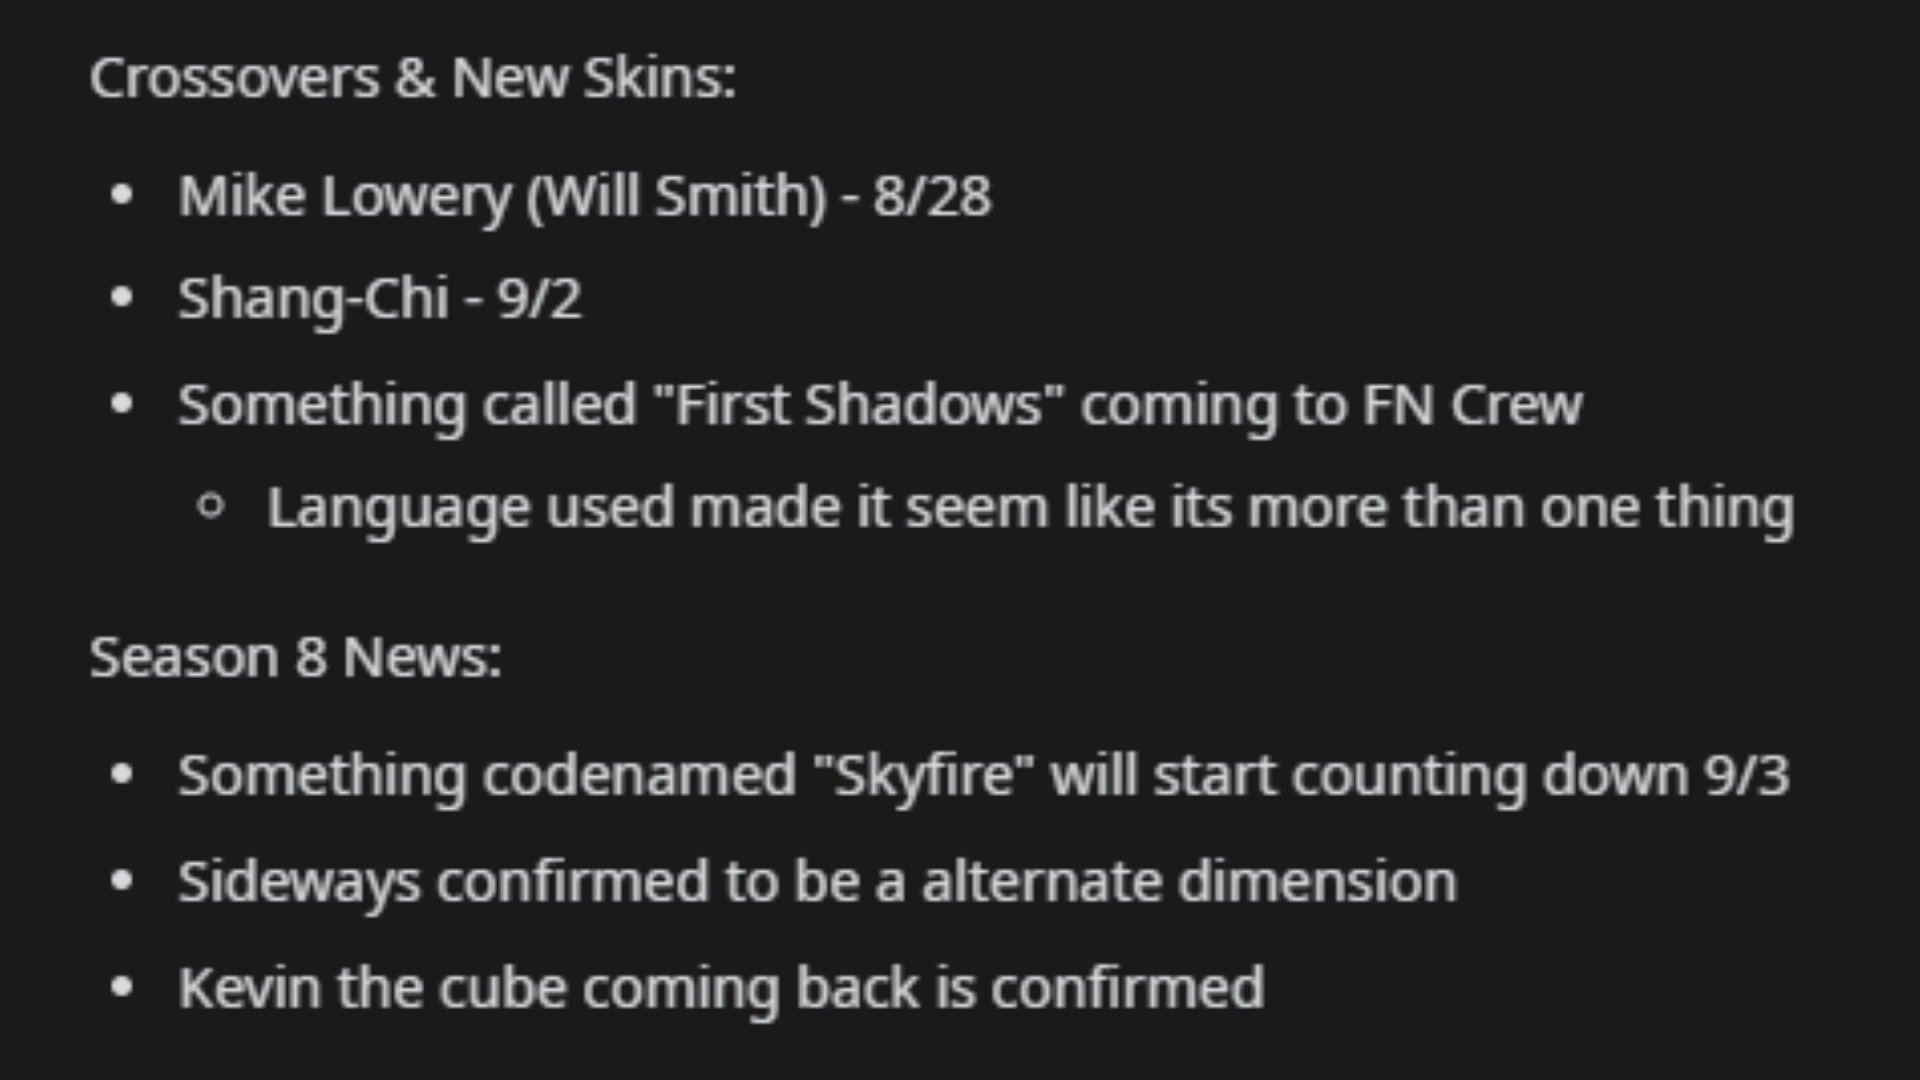 Crossovers & New Skins:
• Mike Lowery (Will Smith) - 8/28
• Shang-Chi - 9/2
• Something called "First Shadows" coming to FN Crew
○ Language used made it seem like its more than one thing
Season 8 News:
• Something codenamed "Skyfire" will start counting down 9/3
• Sideways confirmed to be a alternate dimension
• Kevin the cube coming back is confirmed